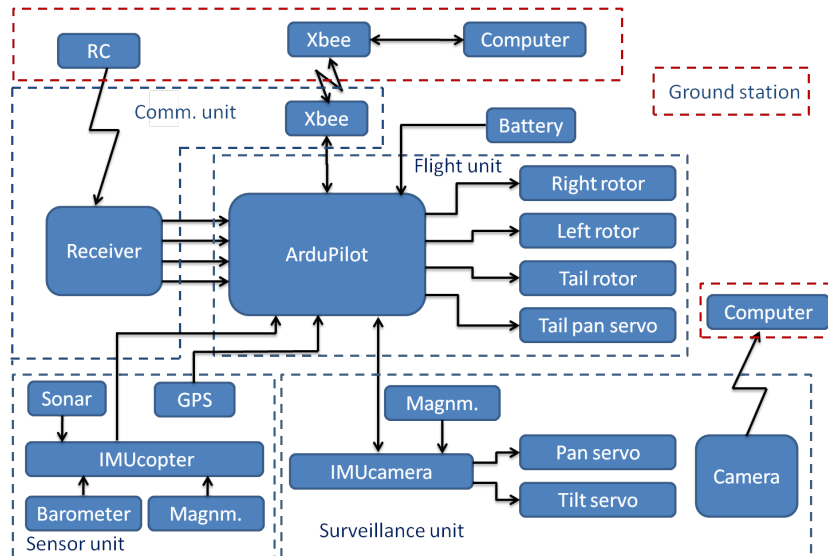 RC
Xbee
Computer
Ground station
Comm. unit
Xbee
Battery
Flight unit
Receiver
ArduPilot
Right rotor
Left rotor
Tail rotor
Tail pan servo
Computer
Sonar
GPS
Magnm.
IMUcopter
IMUcamera
Pan servo
Tilt servo
Camera
Barometer
Magnm.
Sensor unit
Surveillance unit